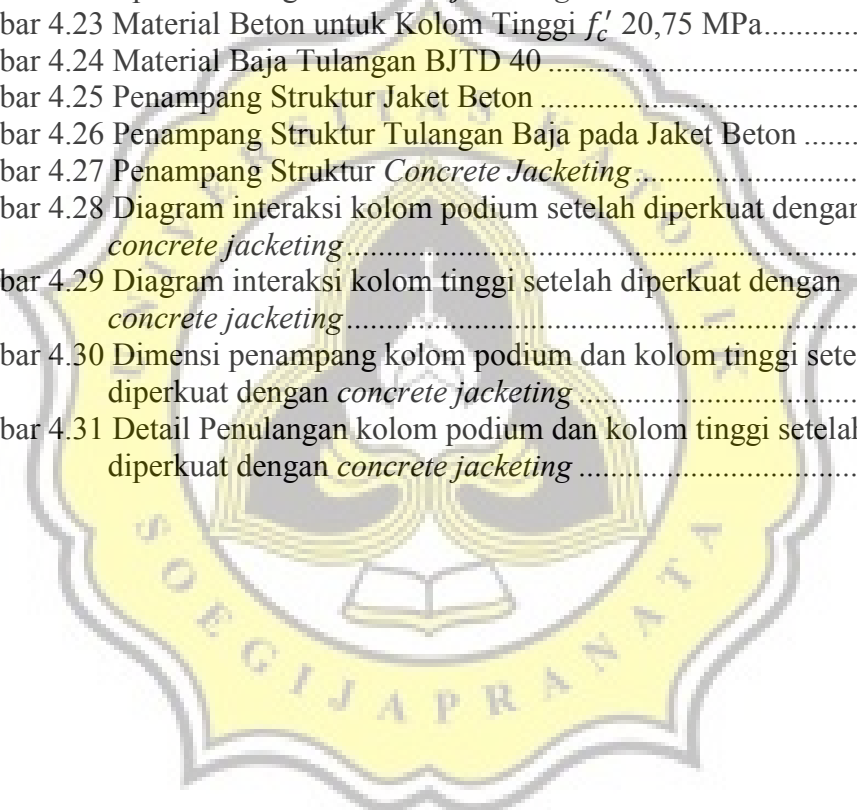 bar 4.23 Material Beton untuk Kolom Tinggi f′c 20,75 MPa.............
bar 4.24 Material Baja Tulangan BJTD 40 ........................................
bar 4.25 Penampang Struktur Jaket Beton .........................................
bar 4.26 Penampang Struktur Tulangan Baja pada Jaket Beton .......
bar 4.27 Penampang Struktur Concrete Jacketing .............................
bar 4.28 Diagram interaksi kolom podium setelah diperkuat dengan
concrete jacketing ....................................................................
bar 4.29 Diagram interaksi kolom tinggi setelah diperkuat dengan
concrete jacketing ....................................................................
bar 4.30 Dimensi penampang kolom podium dan kolom tinggi sete
diperkuat dengan concrete jacketing .....................................
bar 4.31 Detail Penulangan kolom podium dan kolom tinggi setelah
diperkuat dengan concrete jacketing .....................................
UNIVERSITAS KATOLIK
SOEGIJAPRANATA